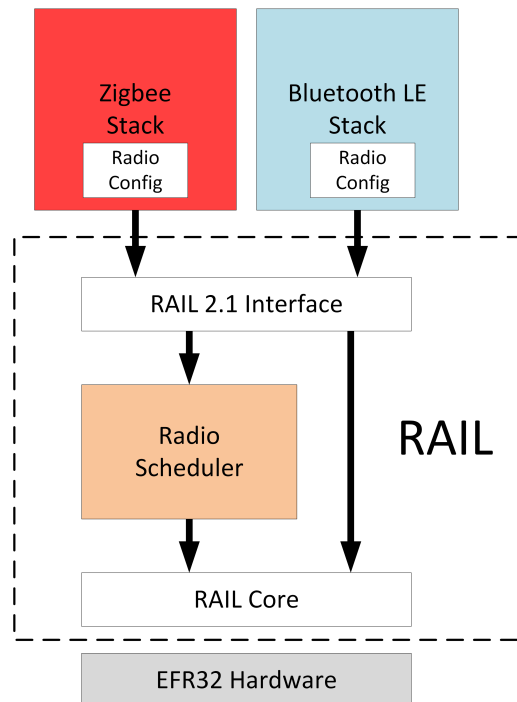 Zigbee
Stack
Radio
Config
Bluetooth LE
Stack
Radio
Config
RAIL 2.1 Interface
Radio
Scheduler
RAIL
RAIL Core
EFR32 Hardware